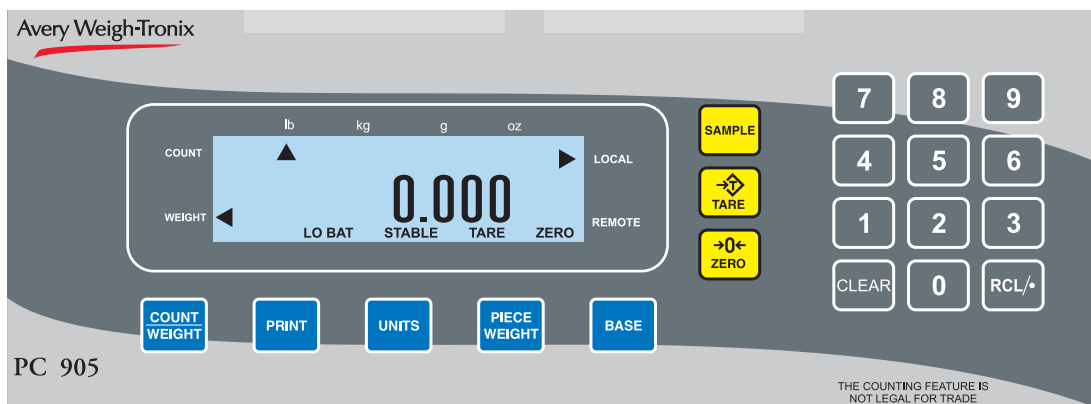 Avery Weigh-Tronix
lb kg g oz
COUNT
LOCAL
0.000
WEIGHT
REMOTE
LO BAT STABLE TARE ZERO
SAMPLE
→T←
TARE
→0←
ZERO
7 8 9
4 5 6
1 2 3
CLEAR 0 RCL/•
COUNT
WEIGHT
PRINT
UNITS
PIECE
WEIGHT
BASE
PC 905
THE COUNTING FEATURE IS
NOT LEGAL FOR TRADE